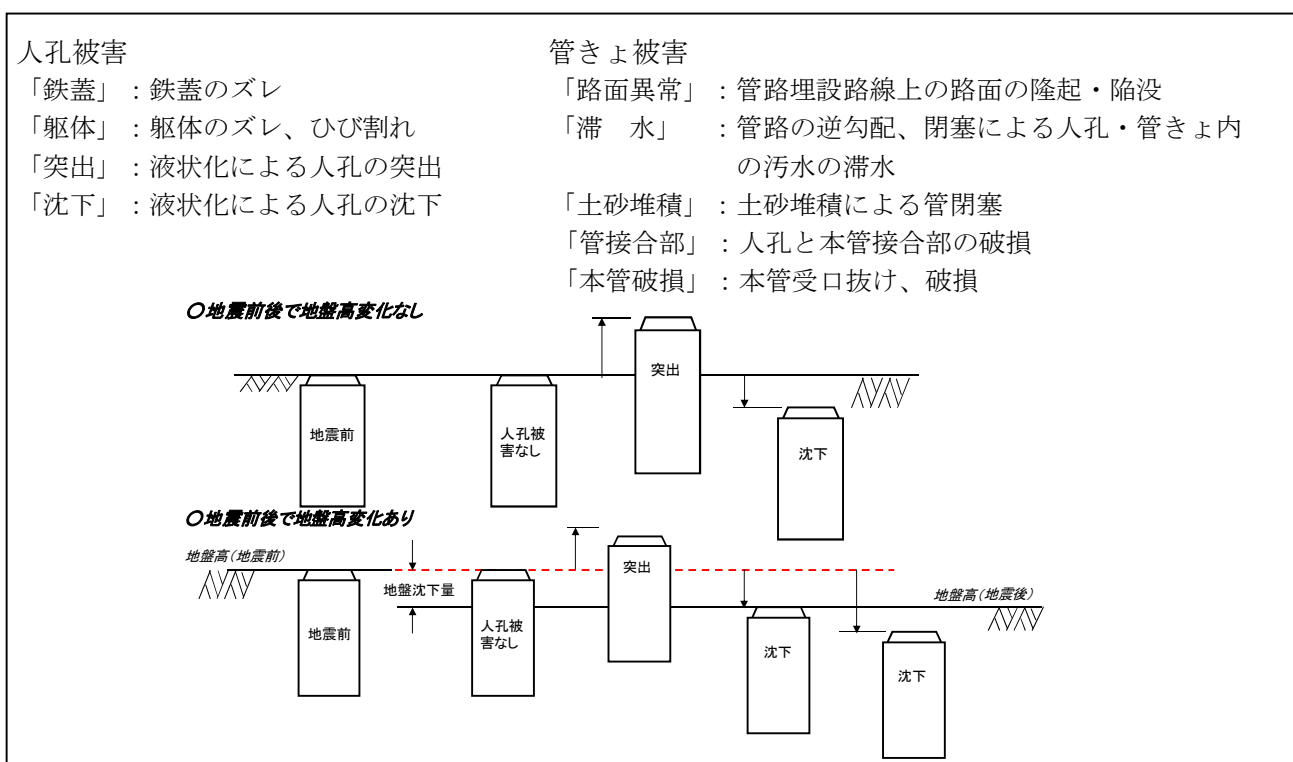 人孔被害
「鉄蓋」：鉄蓋のズレ
「躯体」：躯体のズレ、ひび割れ
「突出」：液状化による人孔の突出
「沈下」：液状化による人孔の沈下
管きょ被害
「路面異常」：管路埋設路線上の路面の隆起・陥没
「滞　水」　：管路の逆勾配、閉塞による人孔・管きょ内
の汚水の滞水
「土砂堆積」：土砂堆積による管閉塞
「管接合部」：人孔と本管接合部の破損
「本管破損」：本管受口抜け、破損
〇地震前後で地盤高変化なし
地震前
人孔被
害なし
突出
沈下
〇地震前後で地盤高変化あり
地盤高（地震前）
地盤沈下量
地震前
人孔被
害なし
突出
沈下
沈下
地盤高（地震後）